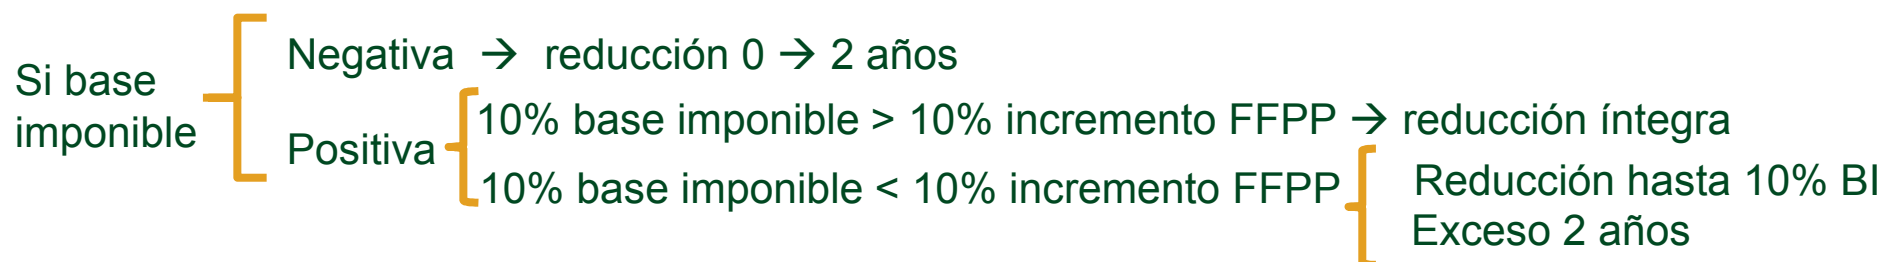 Si base
imponible
Negativa → reducción 0 → 2 años
Positiva
10% base imponible > 10% incremento FFPP → reducción íntegra
10% base imponible < 10% incremento FFPP
Reducción hasta 10% BI
Exceso 2 años